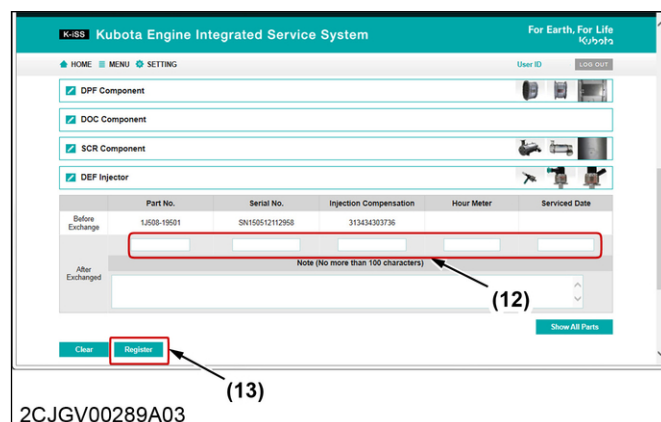 K-iSS Kubota Engine Integrated Service System
For Earth, For Life
Kubota
HOME MENU SETTING
User ID LOG OUT
DPF Component
DOC Component
SCR Component
DEF Injector
Part No. Serial No. Injection Compensation Hour Meter Serviced Date
Before Exchange 1J508-19501 SN150512112958 313434303736
After Exchanged
Note (No more than 100 characters)
(12)
Show All Parts
Clear Register
(13)
2CJGV00289A03